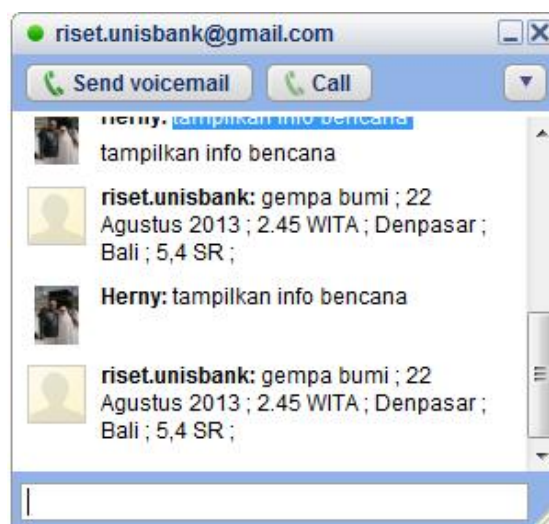 riset.unisbank@gmail.com
Send voicemail
Call
Herny: tampilkan info bencana
tampilkan info bencana
riset.unisbank: gempa bumi ; 22
Agustus 2013 ; 2.45 WITA ; Denpasar ;
Bali ; 5,4 SR ;
Herny: tampilkan info bencana
riset.unisbank: gempa bumi ; 22
Agustus 2013 ; 2.45 WITA ; Denpasar ;
Bali ; 5,4 SR ;